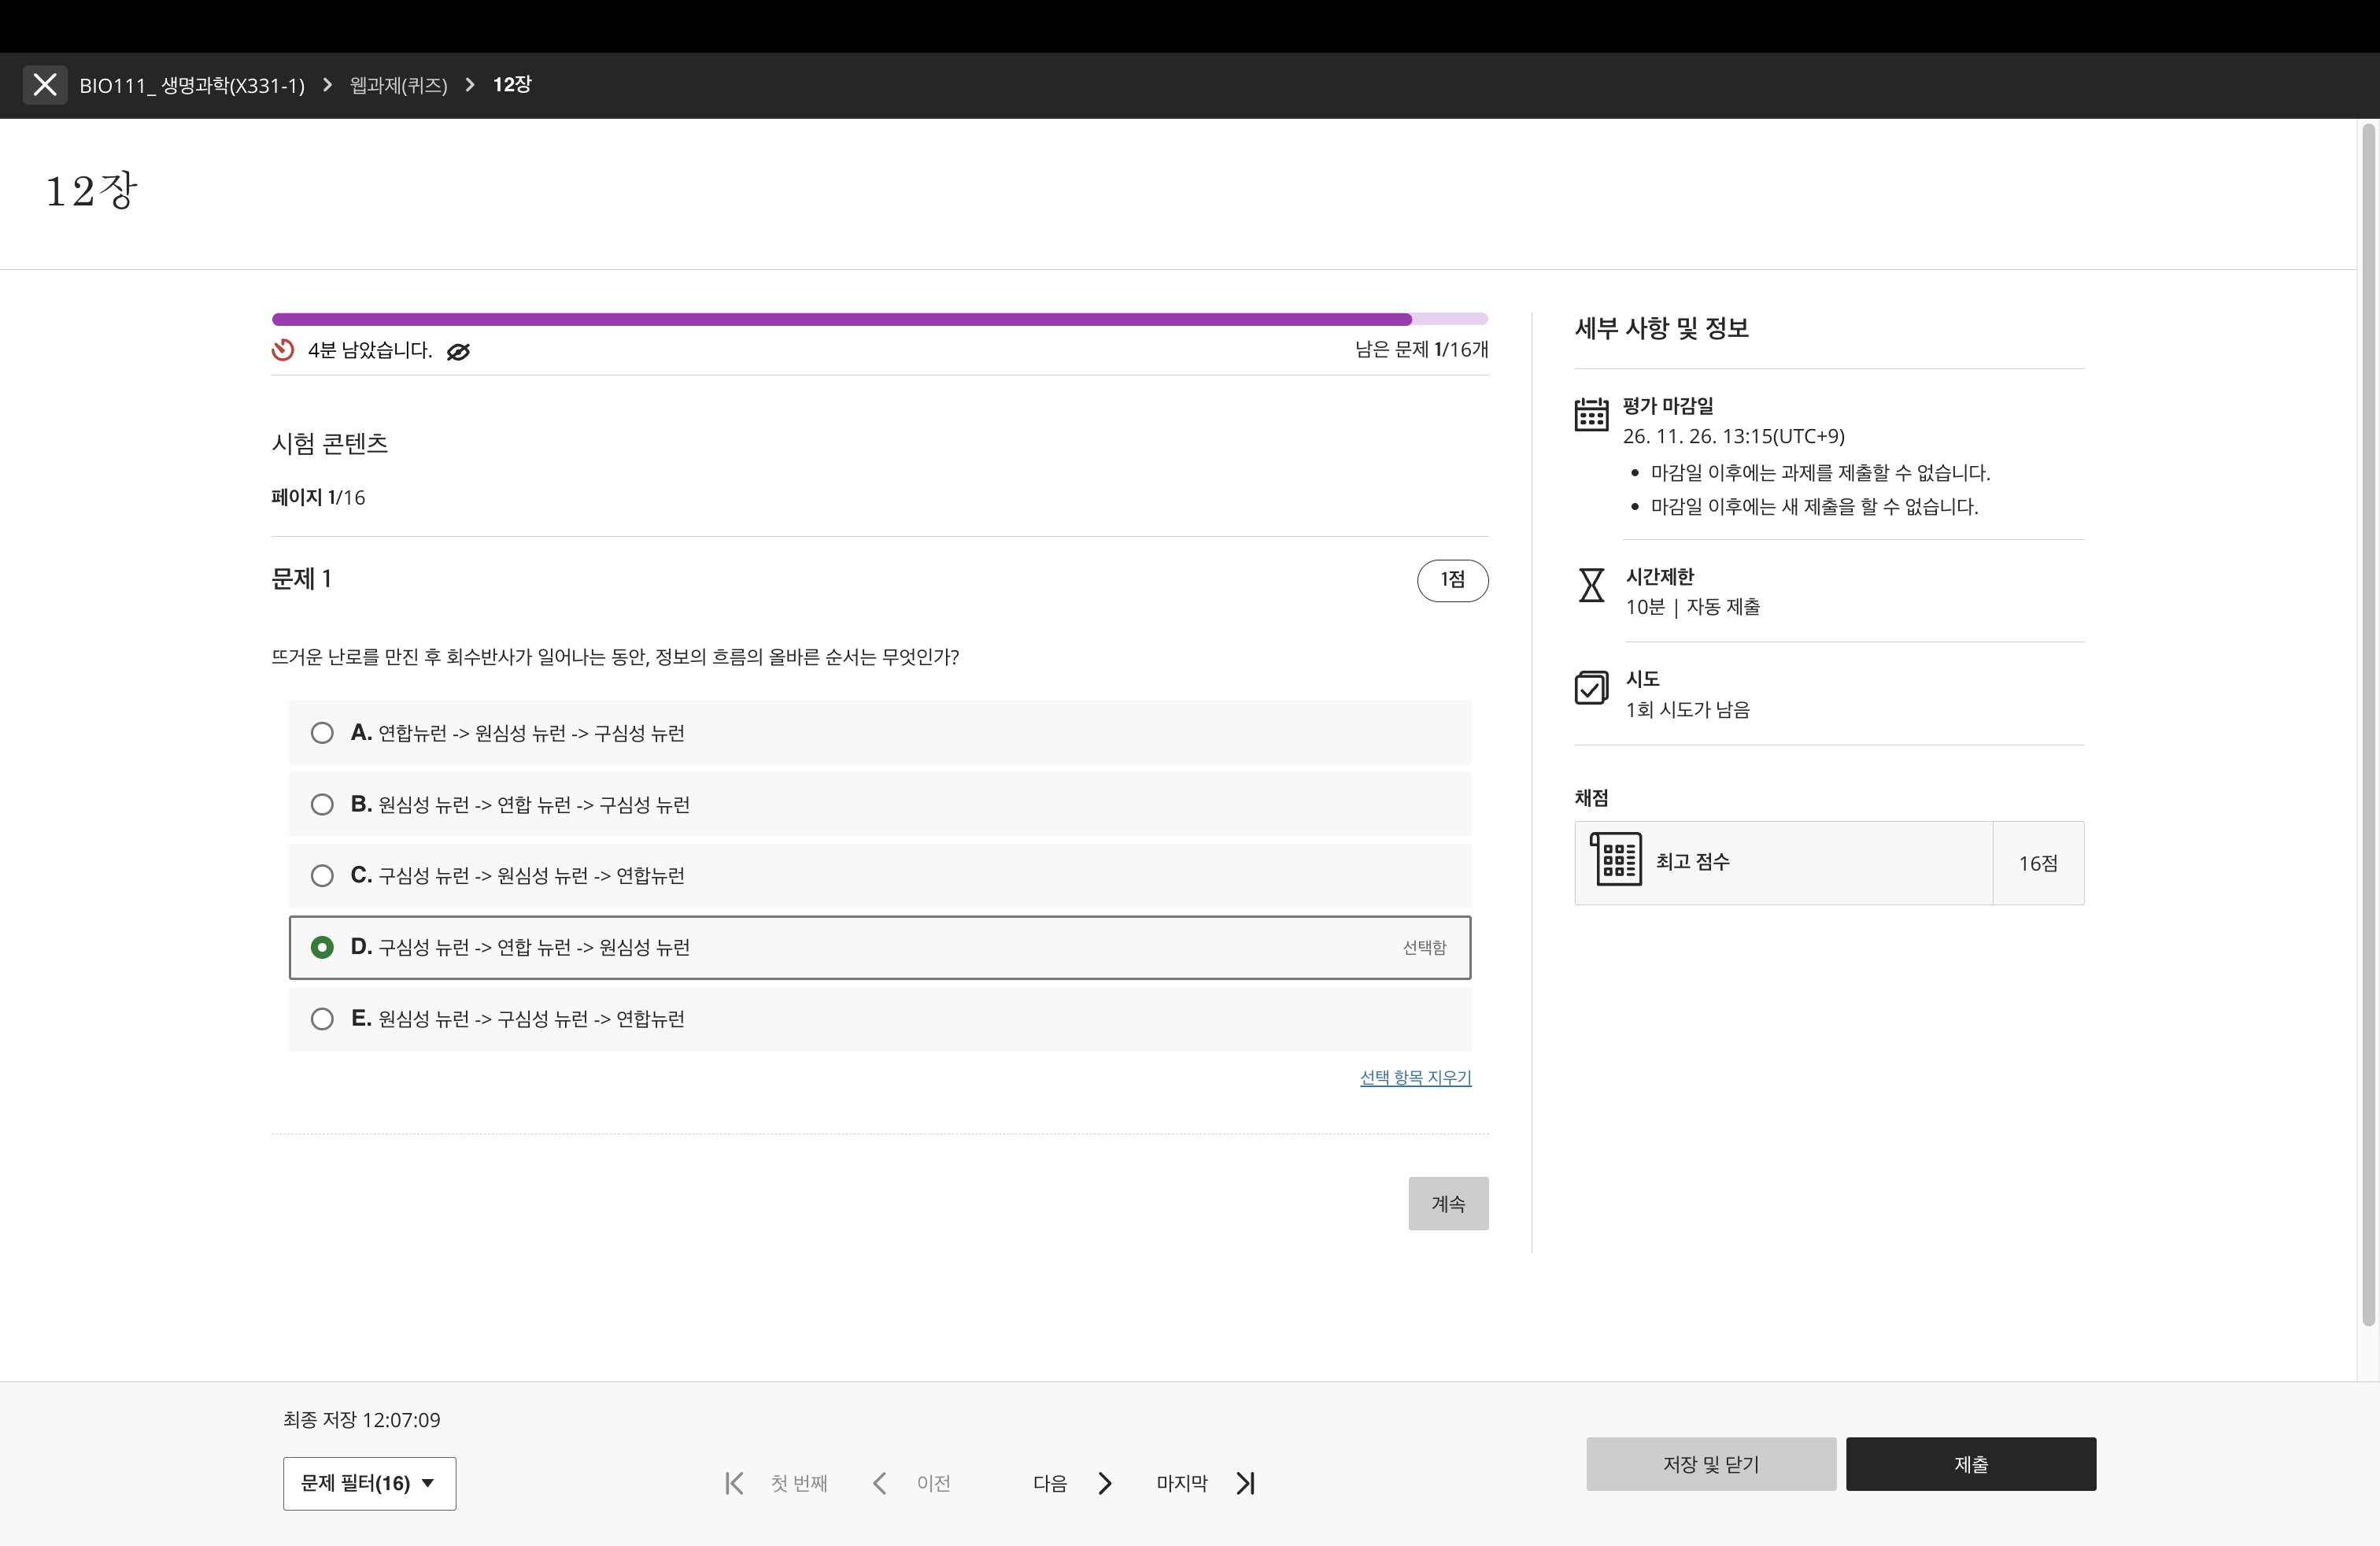 BIO111_ 생명과학(X331-1) 웹과제(퀴즈) 12장
12장
4분 남았습니다.
남은 문제 1/16개
시험 콘텐츠
페이지 1/16
문제 1
1점
뜨거운 난로를 만진 후 회수반사가 일어나는 동안, 정보의 흐름의 올바른 순서는 무엇인가?
A. 연합뉴런 -> 원심성 뉴런 -> 구심성 뉴런
B. 원심성 뉴런 -> 연합 뉴런 -> 구심성 뉴런
C. 구심성 뉴런 -> 원심성 뉴런 -> 연합뉴런
D. 구심성 뉴런 -> 연합 뉴런 -> 원심성 뉴런 선택함
E. 원심성 뉴런 -> 구심성 뉴런 -> 연합뉴런
선택 항목 지우기
계속
세부 사항 및 정보
평가 마감일
26. 11. 26. 13:15(UTC+9)
• 마감일 이후에는 과제를 제출할 수 없습니다.
• 마감일 이후에는 새 제출을 할 수 없습니다.
시간제한
10분 | 자동 제출
시도
1회 시도가 남음
채점
최고 점수 16점
최종 저장 12:07:09
문제 필터(16)
첫 번째 이전 다음 마지막
저장 및 닫기
제출